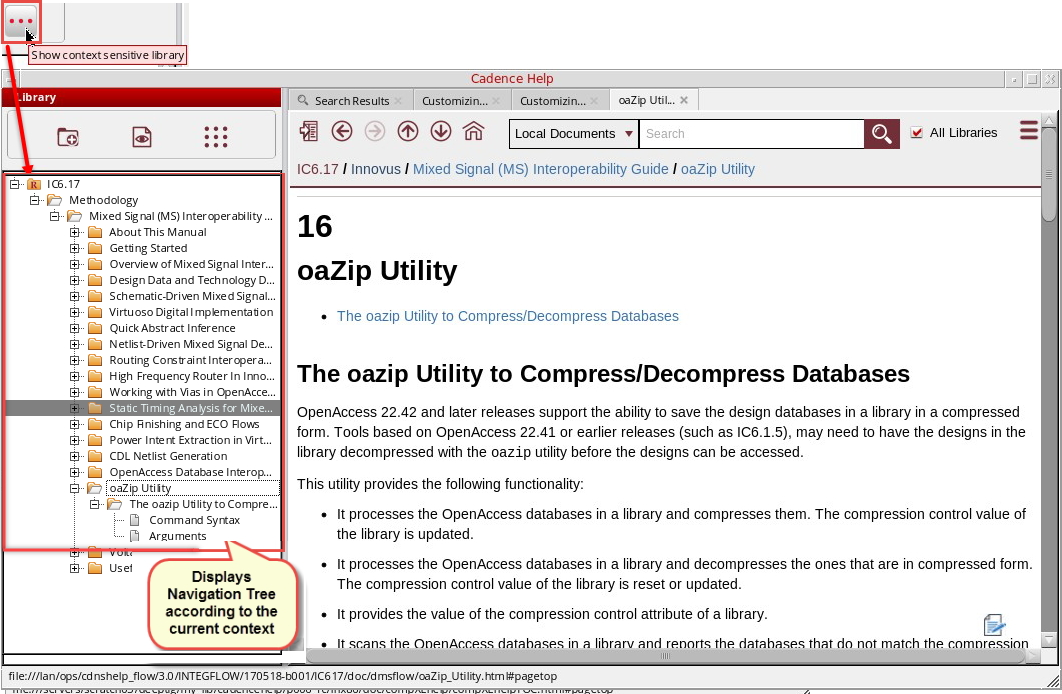 Show context sensitive library
Cadence Help
Library
Search Results
Customizin...
Customizin...
oaZip Util...
Local Documents
Search
All Libraries
IC6.17 / Innovus / Mixed Signal (MS) Interoperability Guide / oaZip Utility
IC6.17
Methodology
Mixed Signal (MS) Interoperability ...
About This Manual
Getting Started
Overview of Mixed Signal Inter...
Design Data and Technology D...
Schematic-Driven Mixed Signal...
Virtuoso Digital Implementation
Quick Abstract Inference
Netlist-Driven Mixed Signal De...
Routing Constraint Interopera...
High Frequency Router In Inno...
Working with Vias in OpenAcce...
Static Timing Analysis for Mixe...
Chip Finishing and ECO Flows
Power Intent Extraction in Virt...
CDL Netlist Generation
OpenAccess Database Interop...
oaZip Utility
The oazip Utility to Compre...
Command Syntax
Arguments
Displays
Navigation Tree
according to the
current context
16
oaZip Utility
The oazip Utility to Compress/Decompress Databases
The oazip Utility to Compress/Decompress Databases
OpenAccess 22.42 and later releases support the ability to save the design databases in a library in a compressed
form. Tools based on OpenAccess 22.41 or earlier releases (such as IC6.1.5), may need to have the designs in the
library decompressed with the oazip utility before the designs can be accessed.
This utility provides the following functionality:
• It processes the OpenAccess databases in a library and compresses them. The compression control value of
the library is updated.
• It processes the OpenAccess databases in a library and decompresses the ones that are in compressed form.
The compression control value of the library is reset or updated.
• It provides the value of the compression control attribute of a library.
• It scans the OpenAccess databases in a library and reports the databases that do not match the compression
file:///lan/ops/cdnshelp_flow/3.0/INTEGFLOW/170518-b001/IC617/doc/dmsflow/oaZip_Utility.html#pagetop